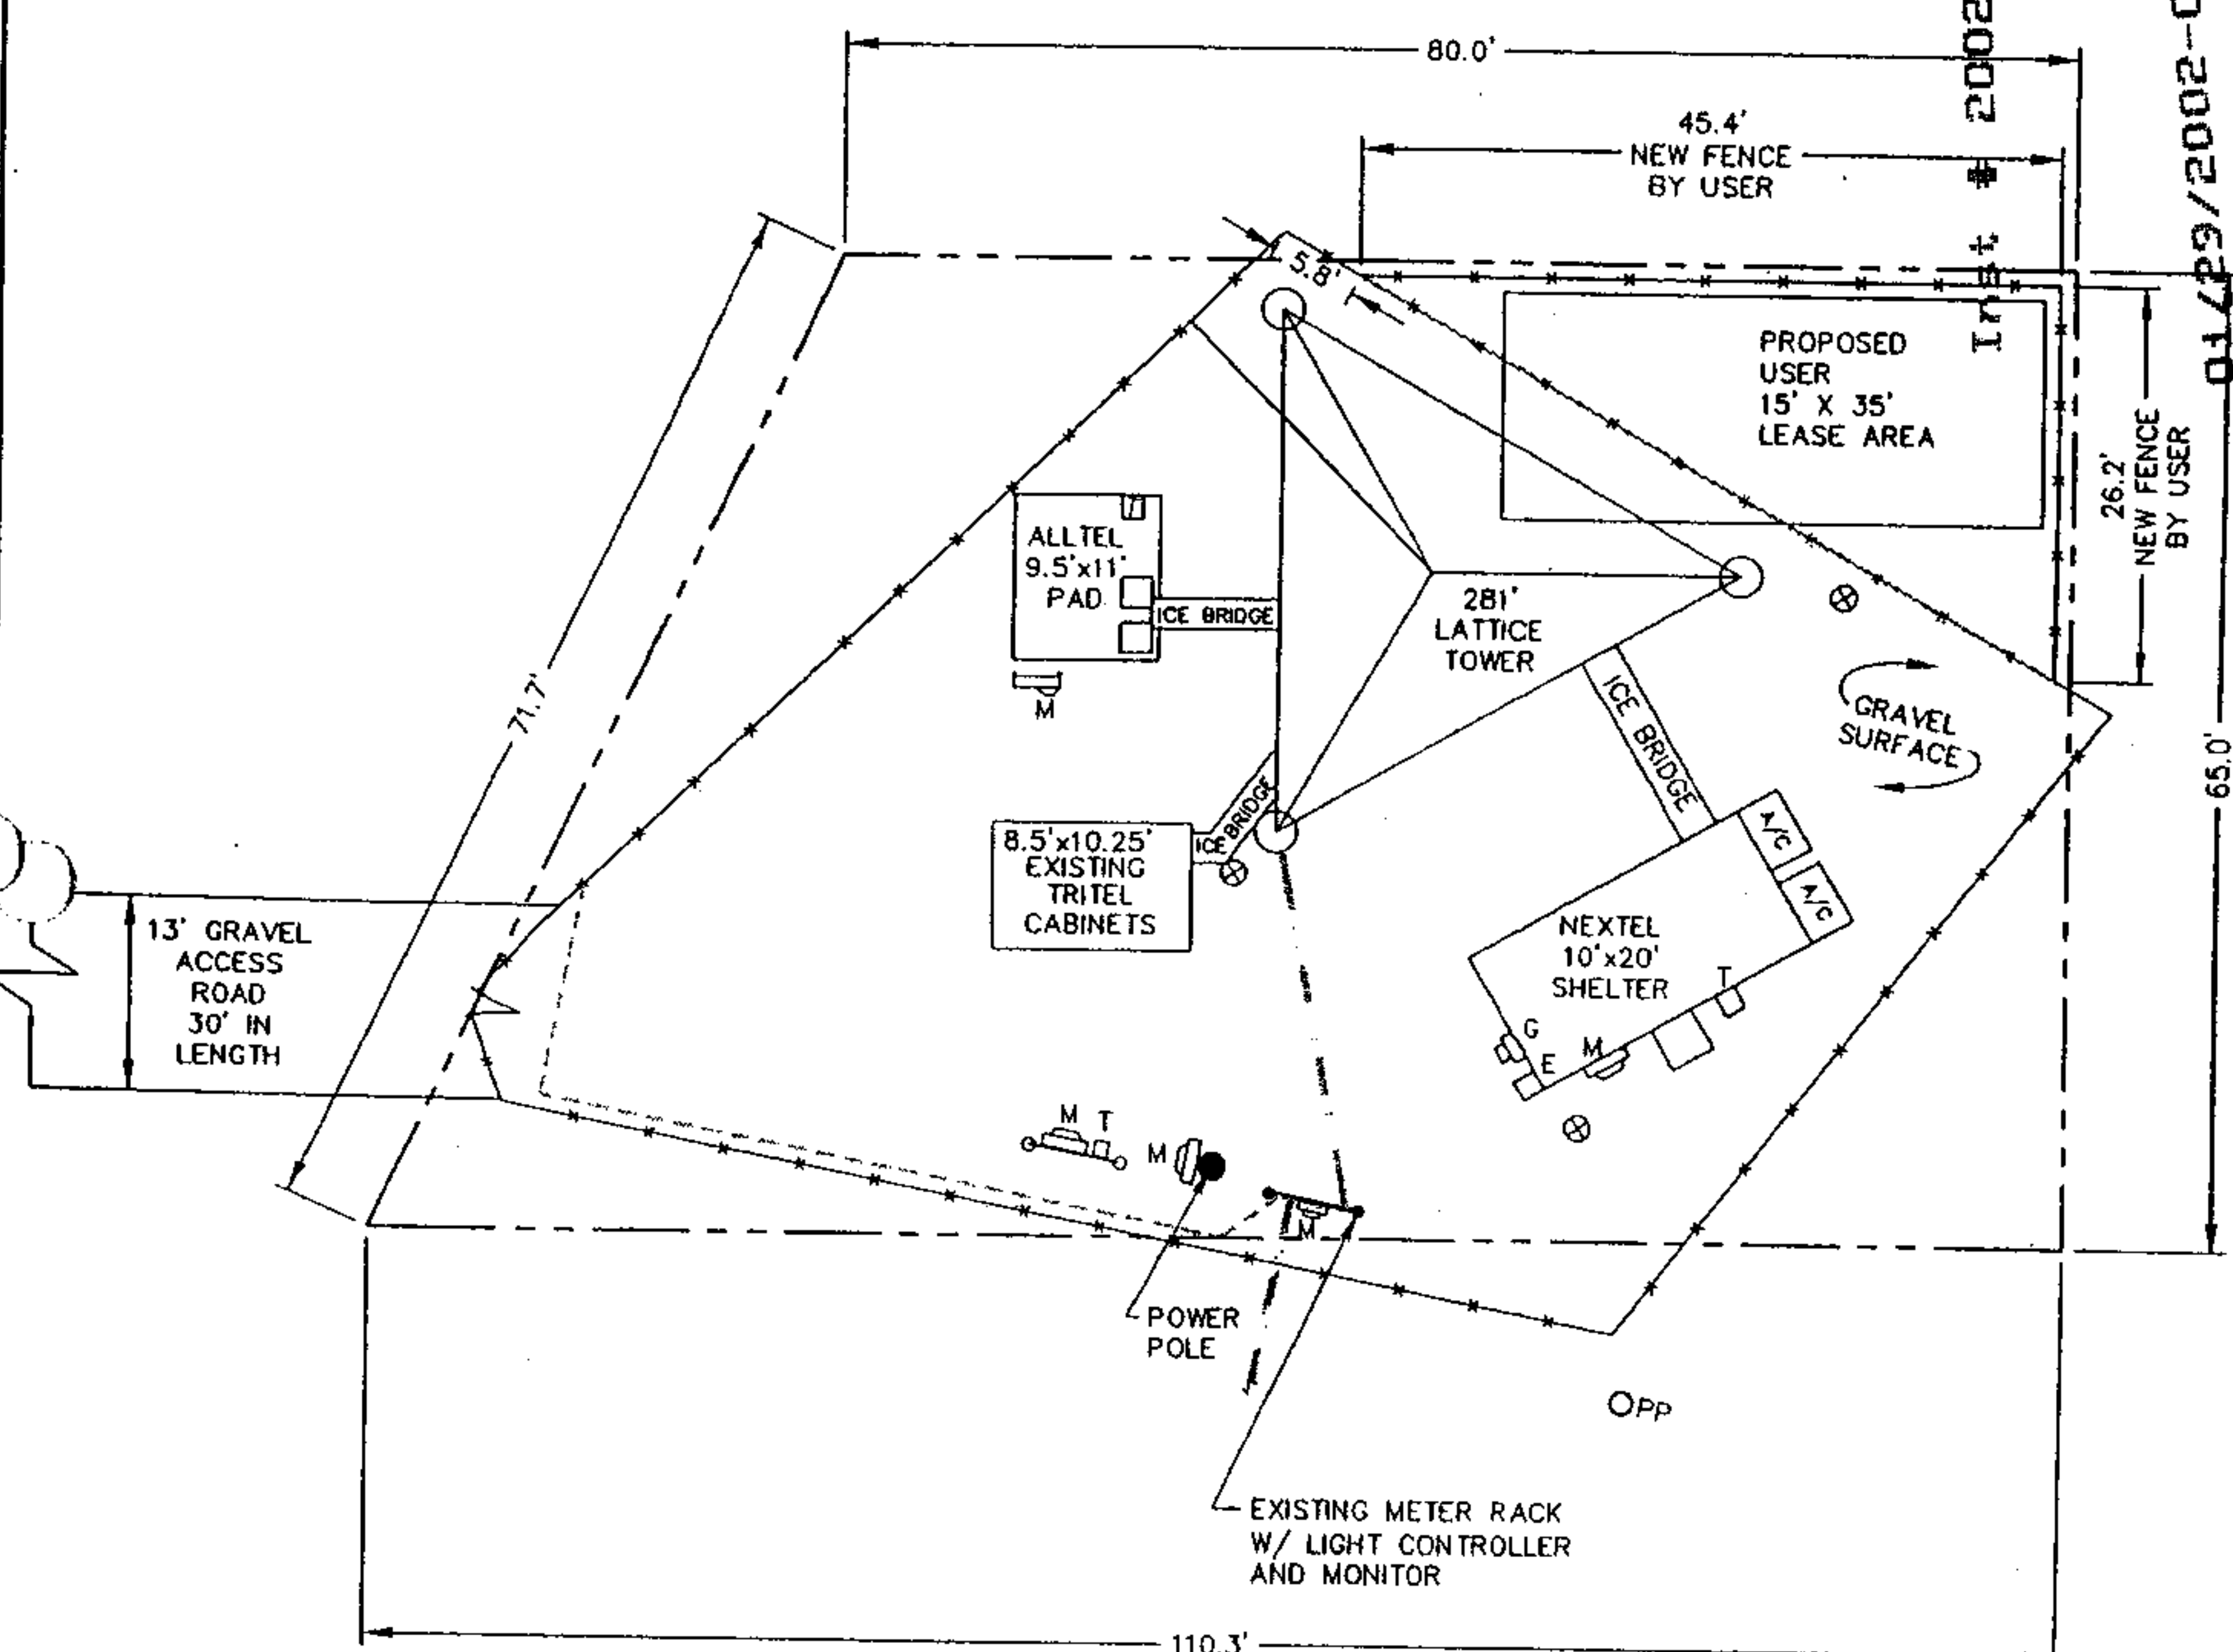 80.0'
45.4'
NEW FENCE
BY USER
5.8'
PROPOSED
USER
15' X 35'
LEASE AREA
26.2'
NEW FENCE
BY USER
65.0'
71.7'
ALLTEL
9.5'x11'
PAD
ICE BRIDGE
M
281'
LATTICE
TOWER
ICE BRIDGE
GRAVEL
SURFACE
8.5'x10.25'
EXISTING
TRITEL
CABINETS
ICE BRIDGE
A/C
A/C
NEXTEL
10'x20'
SHELTER
T
G
E
M
13' GRAVEL
ACCESS
ROAD
30' IN
LENGTH
M T
M
M
POWER
POLE
PP
EXISTING METER RACK
W/ LIGHT CONTROLLER
AND MONITOR
110.3'
Inst # 2002